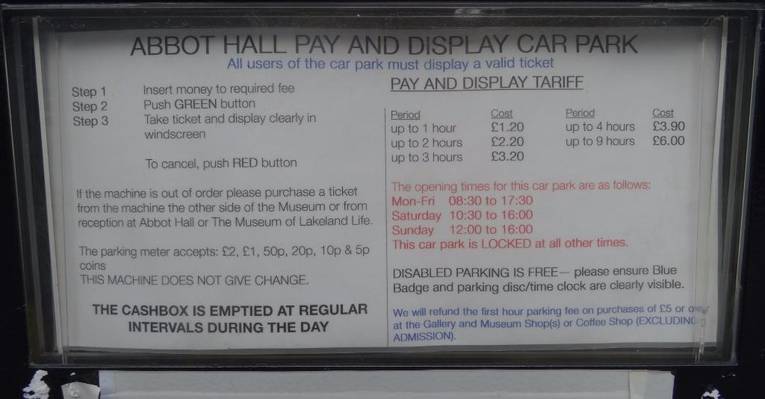 ABBOT HALL PAY AND DISPLAY CAR PARK
All users of the car park must display a valid ticket
Step 1 Insert money to required fee
Step 2 Push GREEN button
Step 3 Take ticket and display clearly in
windscreen
To cancel, push RED button
If the machine is out of order please purchase a ticket
from the machine the other side of the Museum or from
reception at Abbot Hall or The Museum of Lakeland Life.
The parking meter accepts: £2, £1, 50p, 20p, 10p & 5p
coins
THIS MACHINE DOES NOT GIVE CHANGE.
THE CASHBOX IS EMPTIED AT REGULAR
INTERVALS DURING THE DAY
PAY AND DISPLAY TARIFF
Period Cost Period Cost
up to 1 hour £1.20 up to 4 hours £3.90
up to 2 hours £2.20 up to 9 hours £6.00
up to 3 hours £3.20
The opening times for this car park are as follows:
Mon-Fri 08:30 to 17:30
Saturday 10:30 to 16:00
Sunday 12:00 to 16:00
This car park is LOCKED at all other times.
DISABLED PARKING IS FREE— please ensure Blue
Badge and parking disc/time clock are clearly visible.
We will refund the first hour parking fee on purchases of £5 or over
at the Gallery and Museum Shop(s) or Coffee Shop (EXCLUDING
ADMISSION).